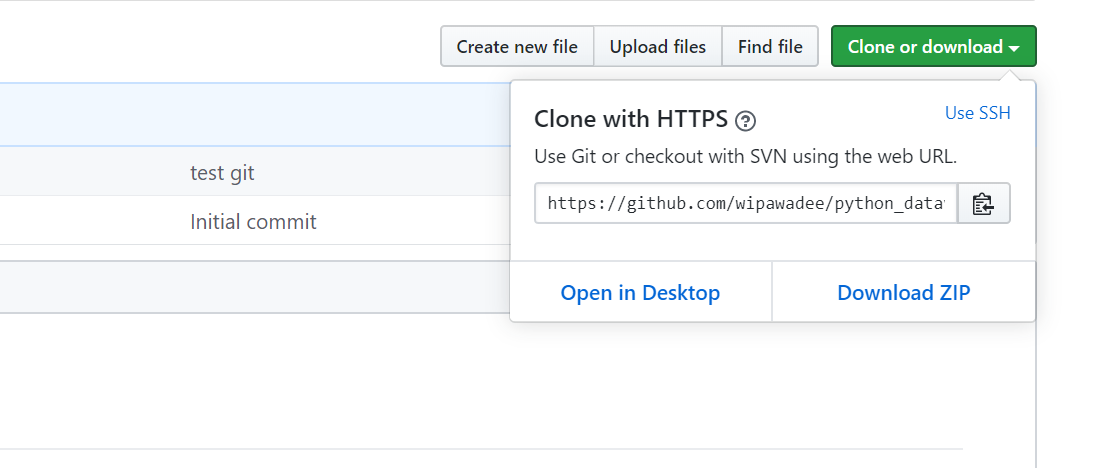 Create new file Upload files Find file Clone or download
Clone with HTTPS Use SSH
Use Git or checkout with SVN using the web URL.
test git
https://github.com/wipawadee/python_data
Initial commit
Open in Desktop Download ZIP